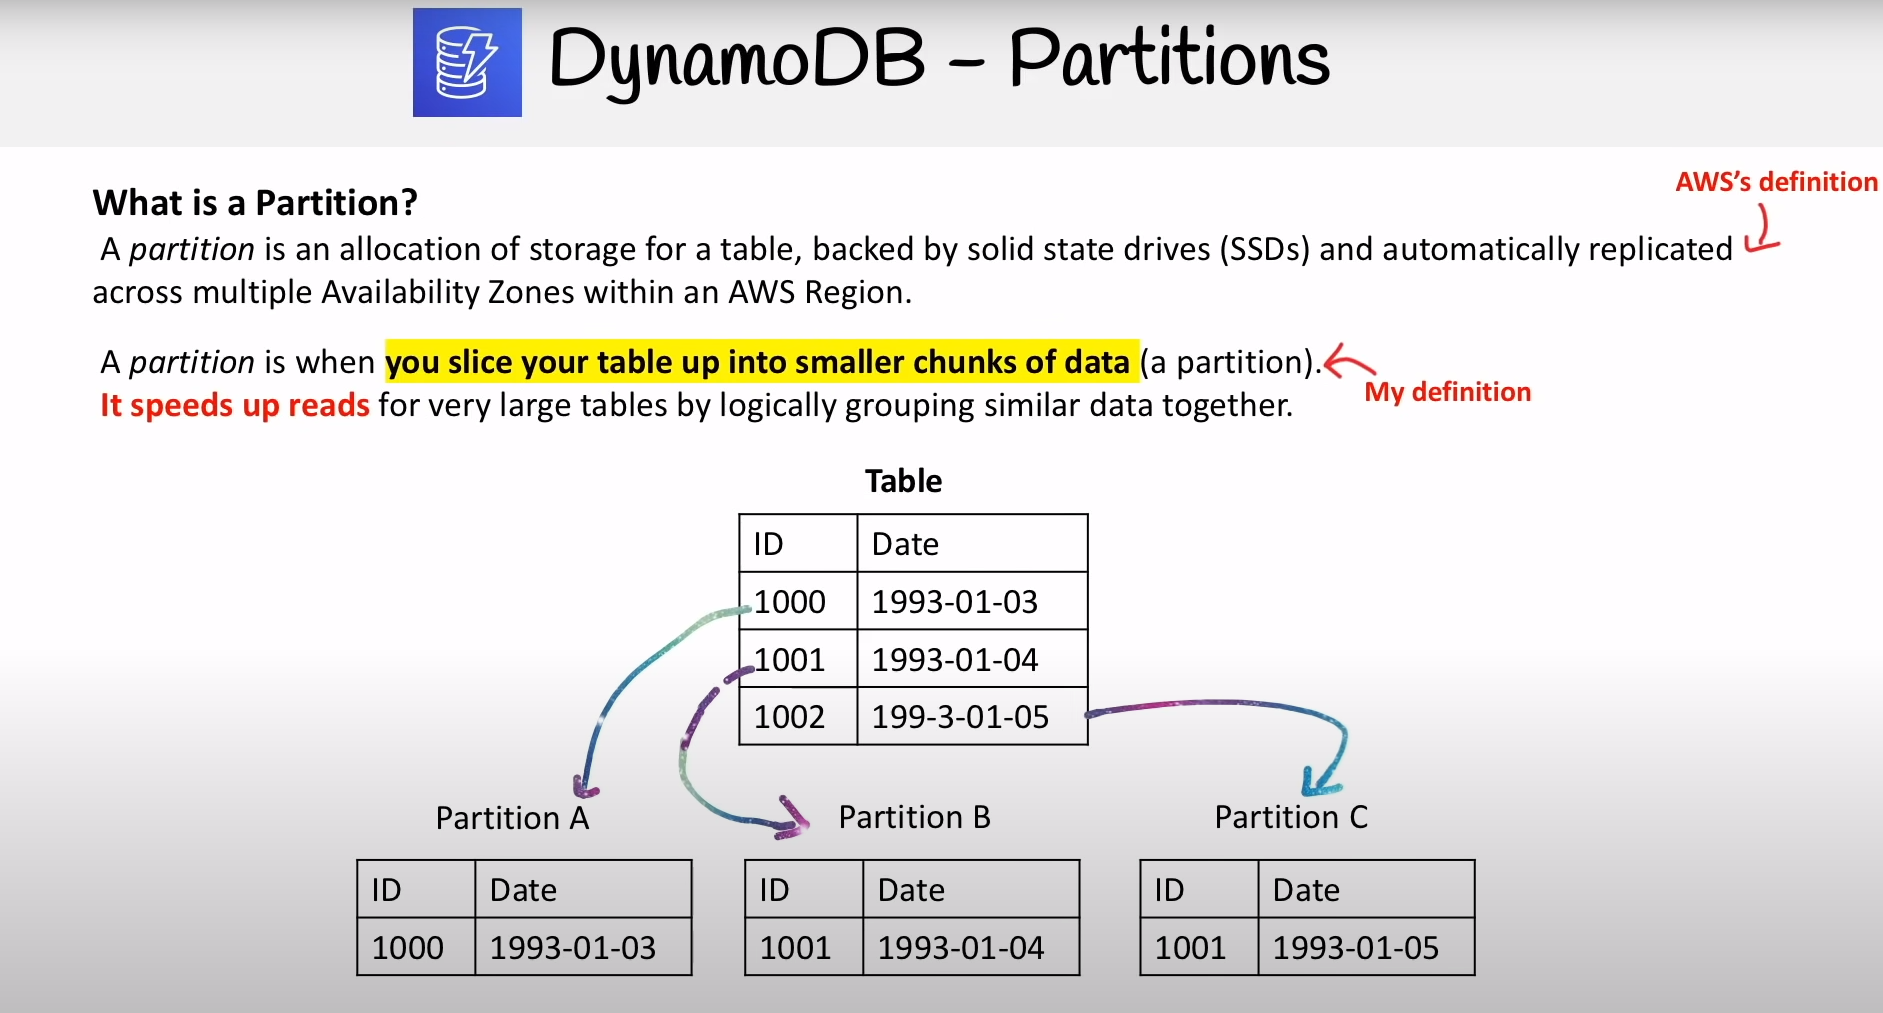 DynamoDB – Partitions
AWS’s definition
What is a Partition?
A partition is an allocation of storage for a table, backed by solid state drives (SSDs) and automatically replicated
across multiple Availability Zones within an AWS Region.
A partition is when you slice your table up into smaller chunks of data (a partition).
My definition
It speeds up reads for very large tables by logically grouping similar data together.
Table
ID Date
1000 1993-01-03
1001 1993-01-04
1002 199-3-01-05
Partition A
ID Date
1000 1993-01-03
Partition B
ID Date
1001 1993-01-04
Partition C
ID Date
1001 1993-01-05